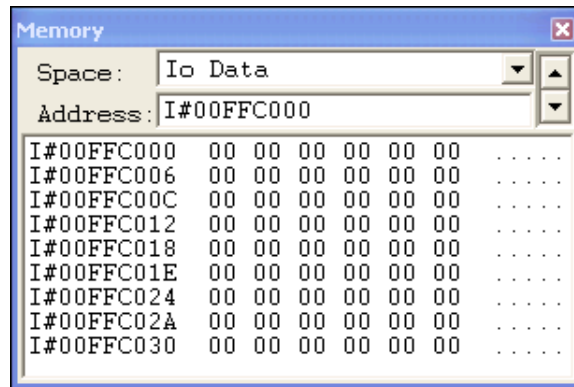 Memory
Space: Io Data
Address: I#00FFC000
I#00FFC000 00 00 00 00 00 00 .....
I#00FFC006 00 00 00 00 00 00 .....
I#00FFC00C 00 00 00 00 00 00 .....
I#00FFC012 00 00 00 00 00 00 .....
I#00FFC018 00 00 00 00 00 00 .....
I#00FFC01E 00 00 00 00 00 00 .....
I#00FFC024 00 00 00 00 00 00 .....
I#00FFC02A 00 00 00 00 00 00 .....
I#00FFC030 00 00 00 00 00 00 .....